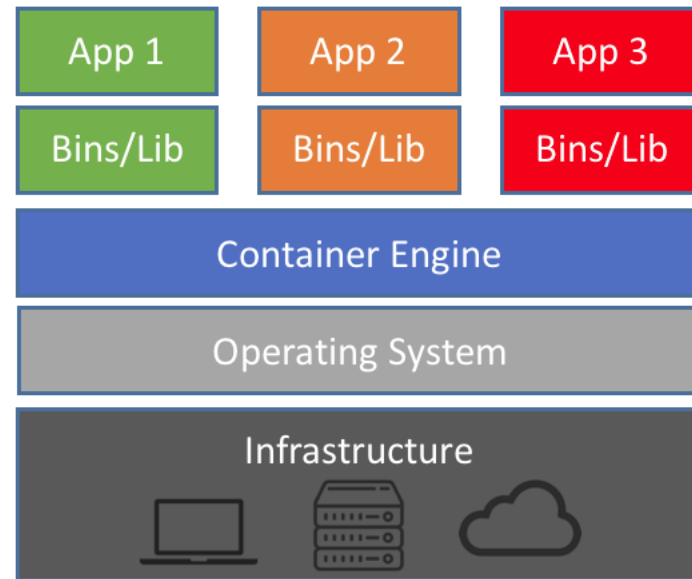 App 1
App 2
App 3
Bins/Lib
Bins/Lib
Bins/Lib
Container Engine
Operating System
Infrastructure